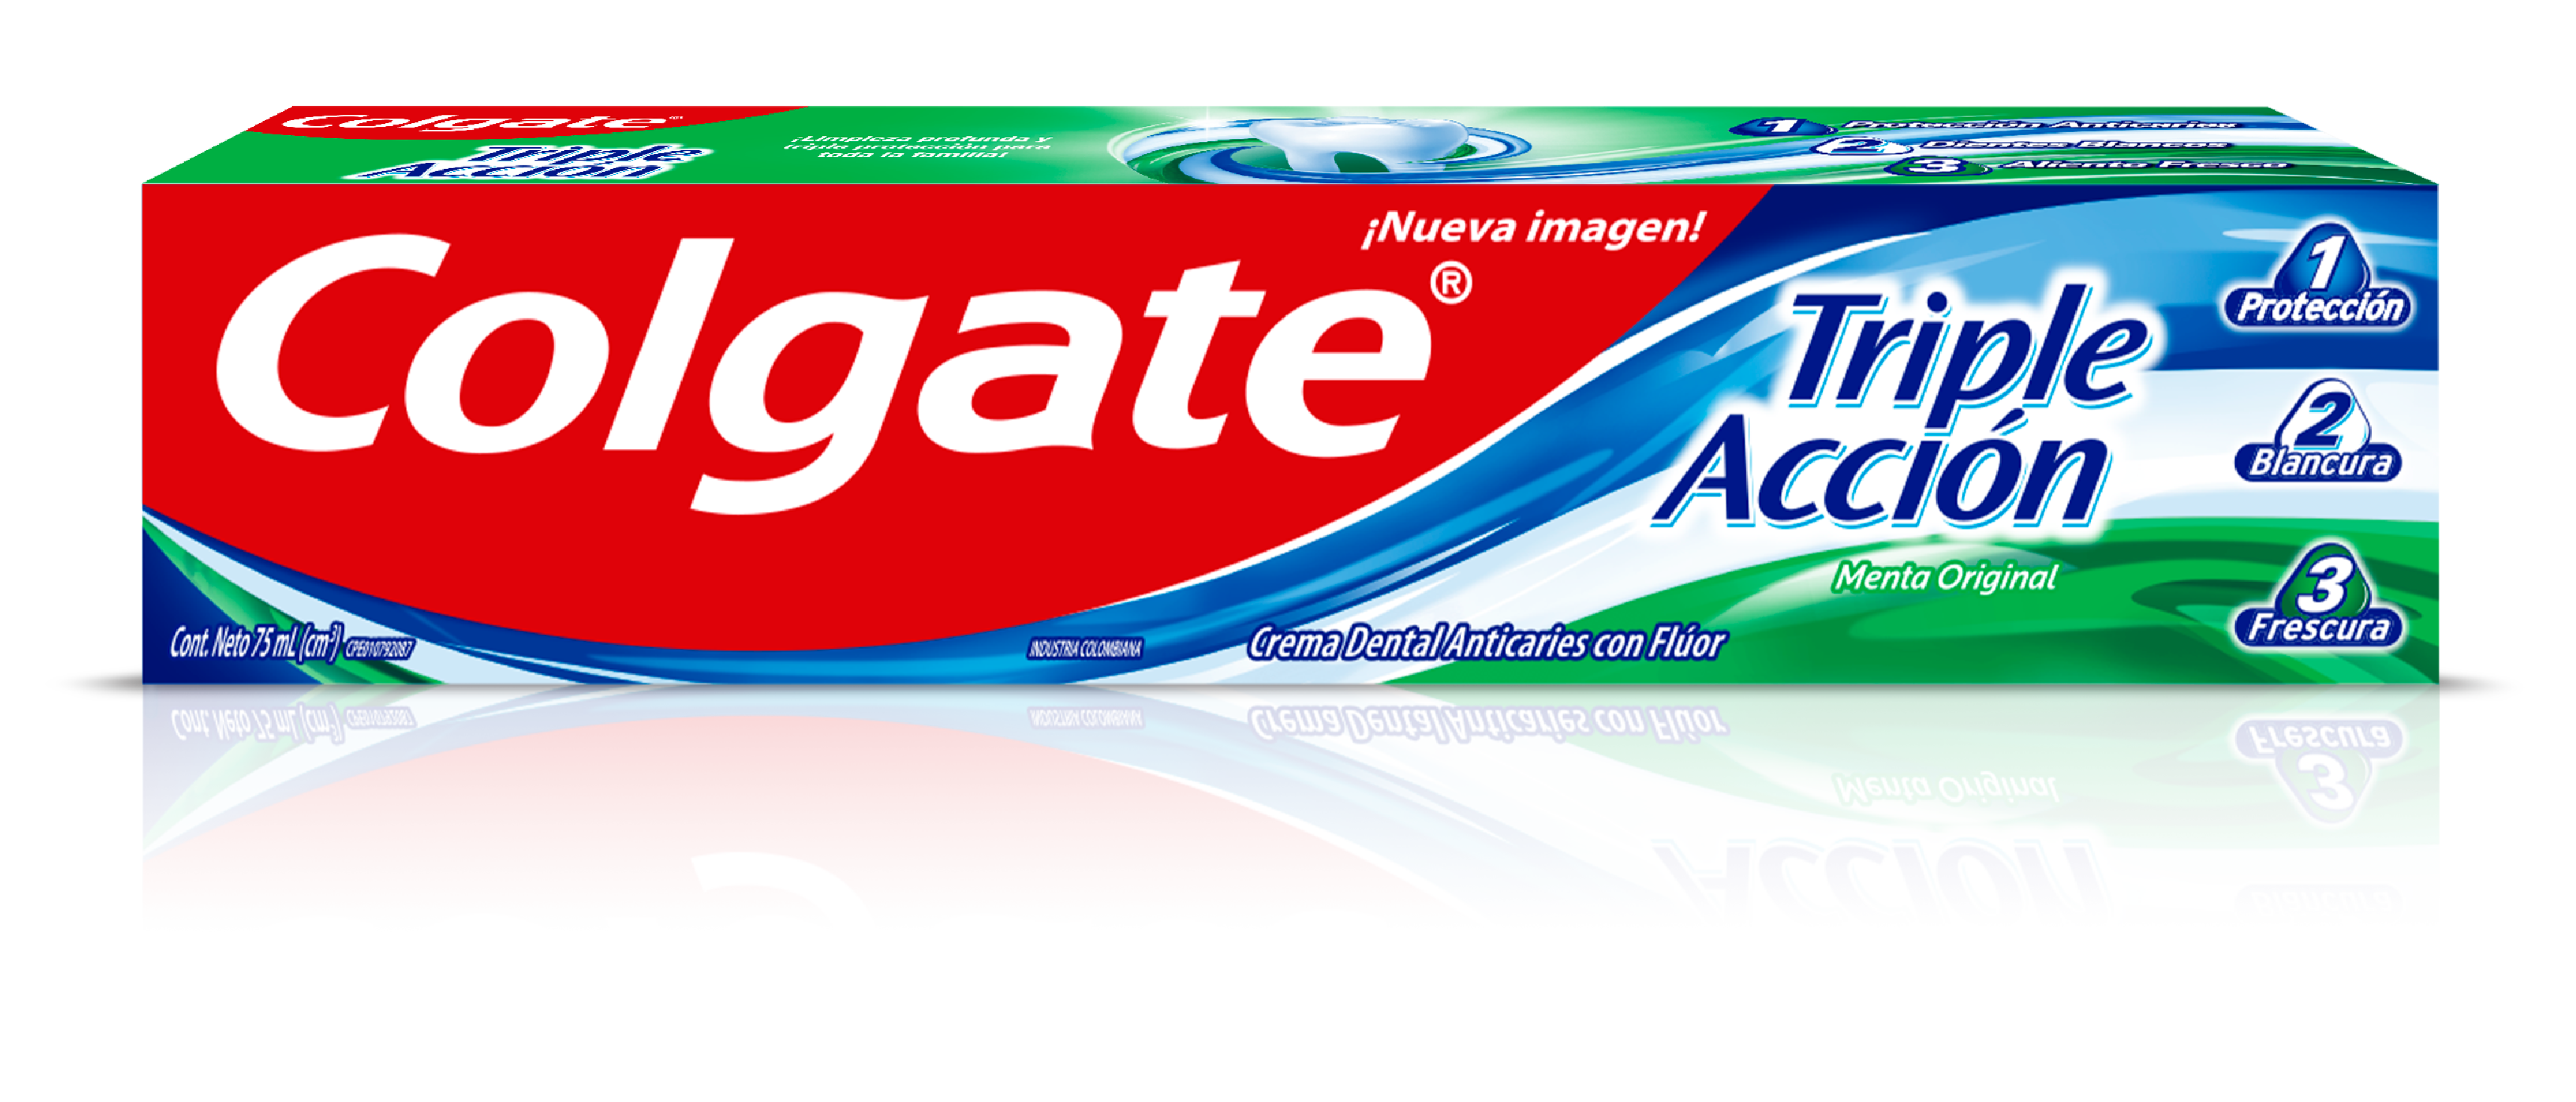 Colgate
Triple
Acción
¡Limpieza profunda y
triple protección para
toda la familia!
1 Protección Anticaries
2 Dientes Blancos
3 Aliento Fresco
¡Nueva imagen!
Colgate®
Triple
Acción
Menta Original
1
Protección
2
Blancura
3
Frescura
Cont. Neto 75 mL (cm³) CPE010792087
INDUSTRIA COLOMBIANA
Crema Dental Anticaries con Flúor